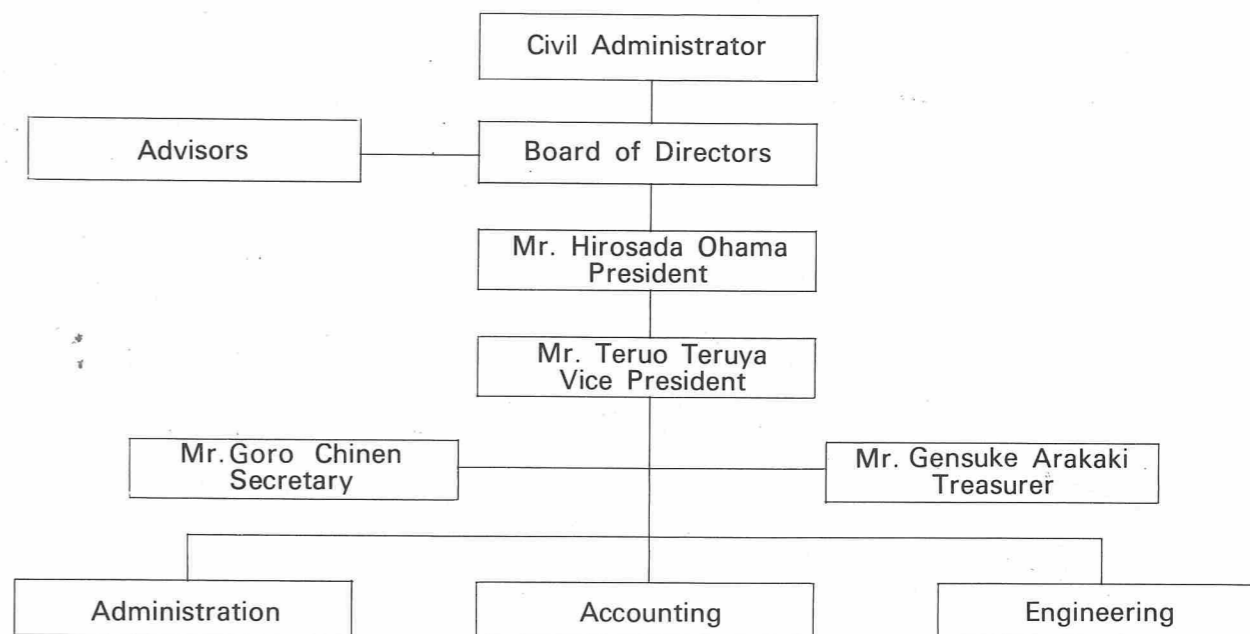 Civil Administrator
Advisors
Board of Directors
Mr. Hirosada Ohama
President
Mr. Teruo Teruya
Vice President
Mr. Goro Chinen
Secretary
Mr. Gensuke Arakaki
Treasurer
Administration
Accounting
Engineering